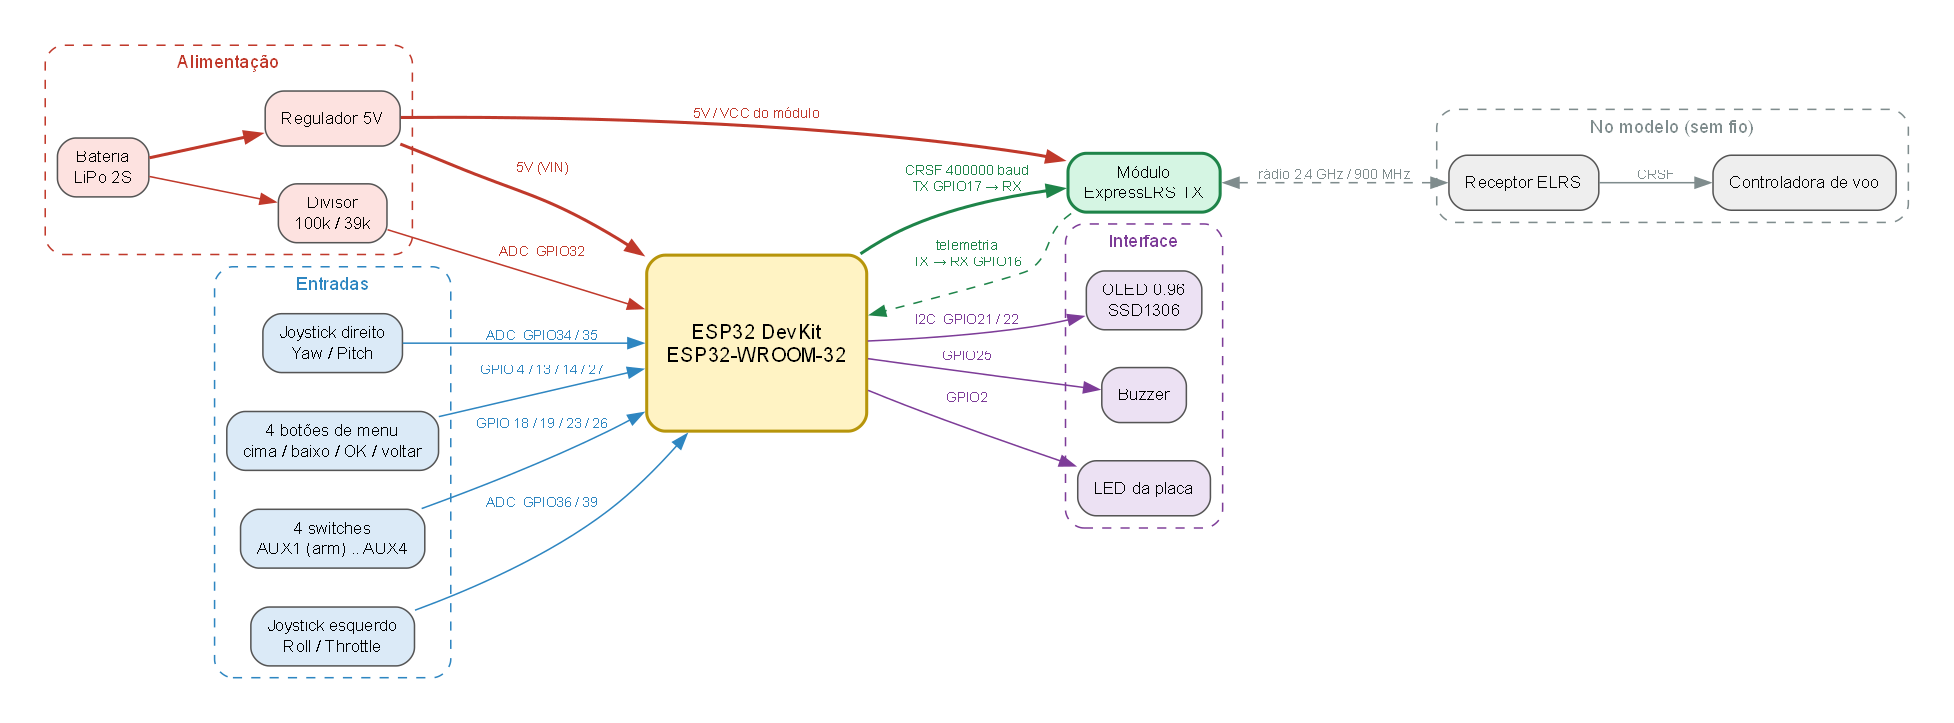 Alimentação
Bateria
LiPo 2S
Regulador 5V
Divisor
100k / 39k
5V / VCC do módulo
5V (VIN)
ADC GPIO32
Entradas
Joystick direito
Yaw / Pitch
4 botões de menu
cima / baixo / OK / voltar
4 switches
AUX1 (arm) .. AUX4
Joystick esquerdo
Roll / Throttle
ADC GPIO34 / 35
GPIO 4 / 13 / 14 / 27
GPIO 18 / 19 / 23 / 26
ADC GPIO36 / 39
ESP32 DevKit
ESP32-WROOM-32
CRSF 400000 baud
TX GPIO17 → RX
telemetria
TX → RX GPIO16
I2C GPIO21 / 22
GPIO25
GPIO2
Módulo
ExpressLRS TX
Interface
OLED 0.96
SSD1306
Buzzer
LED da placa
rádio 2.4 GHz / 900 MHz
No modelo (sem fio)
Receptor ELRS
CRSF
Controladora de voo